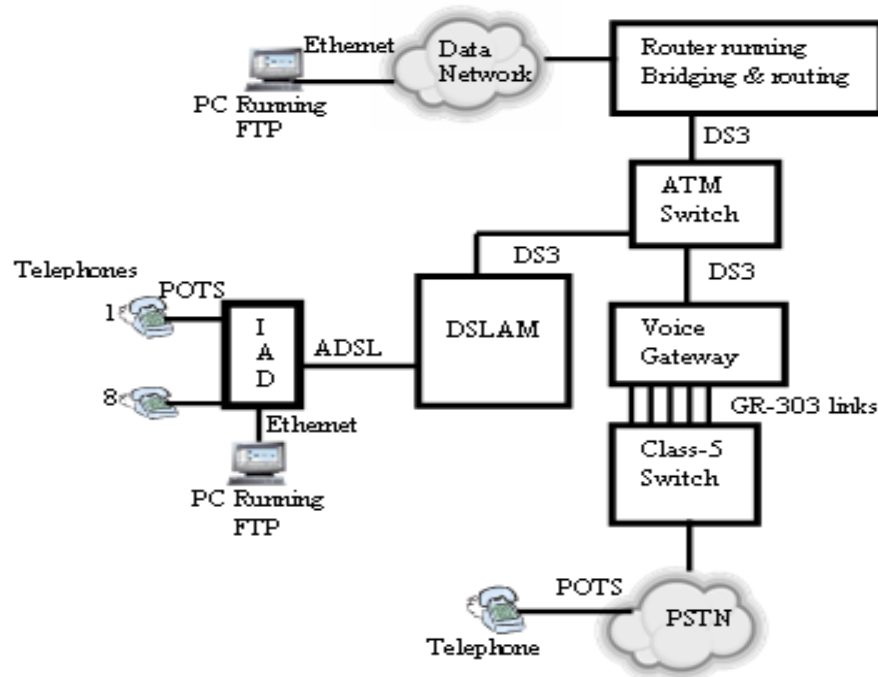 Ethernet
Data
Network
Router running
Bridging & routing
PC Running
FTP
DS3
ATM
Switch
DS3
DS3
Telephones
POTS
1
I
A
D
ADSL
DSLAM
Voice
Gateway
8
GR-303 links
Ethernet
Class-5
Switch
PC Running
FTP
POTS
PSTN
Telephone